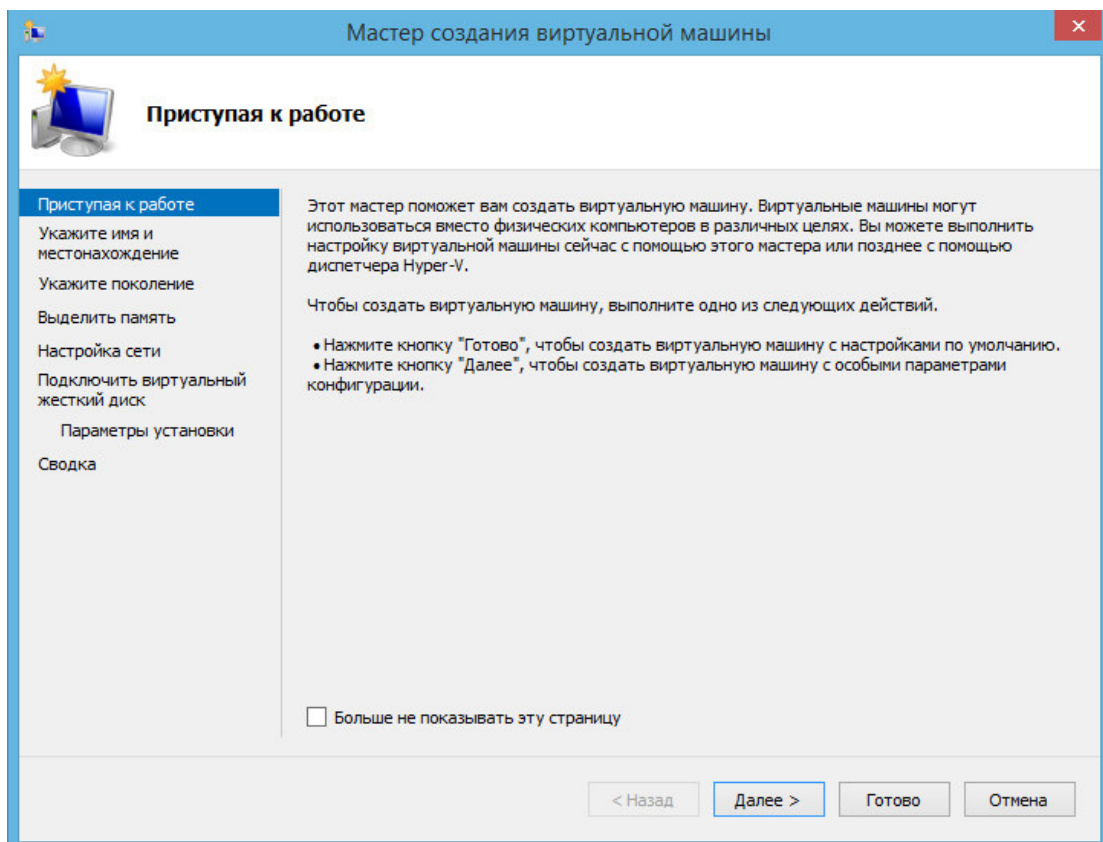 Мастер создания виртуальной машины
Приступая к работе
Приступая к работе
Укажите имя и
местонахождение
Укажите поколение
Выделить память
Настройка сети
Подключить виртуальный
жесткий диск
Параметры установки
Сводка
Этот мастер поможет вам создать виртуальную машину. Виртуальные машины могут
использоваться вместо физических компьютеров в различных целях. Вы можете выполнить
настройку виртуальной машины сейчас с помощью этого мастера или позднее с помощью
диспетчера Hyper-V.
Чтобы создать виртуальную машину, выполните одно из следующих действий.
• Нажмите кнопку "Готово", чтобы создать виртуальную машину с настройками по умолчанию.
• Нажмите кнопку "Далее", чтобы создать виртуальную машину с особыми параметрами
конфигурации.
Больше не показывать эту страницу
< Назад
Далее >
Готово
Отмена